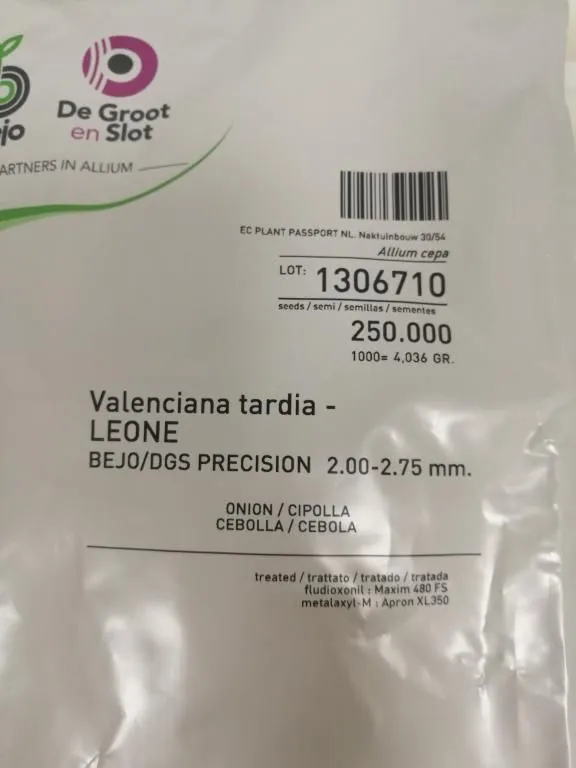 ejo
De Groot
en Slot
ARTNERS IN ALLIUM
EC PLANT PASSPORT NL. Naktuinbouw 30/54
Allium cepa
LOT: 1306710
seeds / semi / semillas / sementes
250.000
1000= 4,036 GR.
Valenciana tardia -
LEONE
BEJO/DGS PRECISION 2.00-2.75 mm.
ONION / CIPOLLA
CEBOLLA / CEBOLA
treated / trattato / tratado / tratada
fludioxonil : Maxim 480 FS
metalaxyl-M : Apron XL350